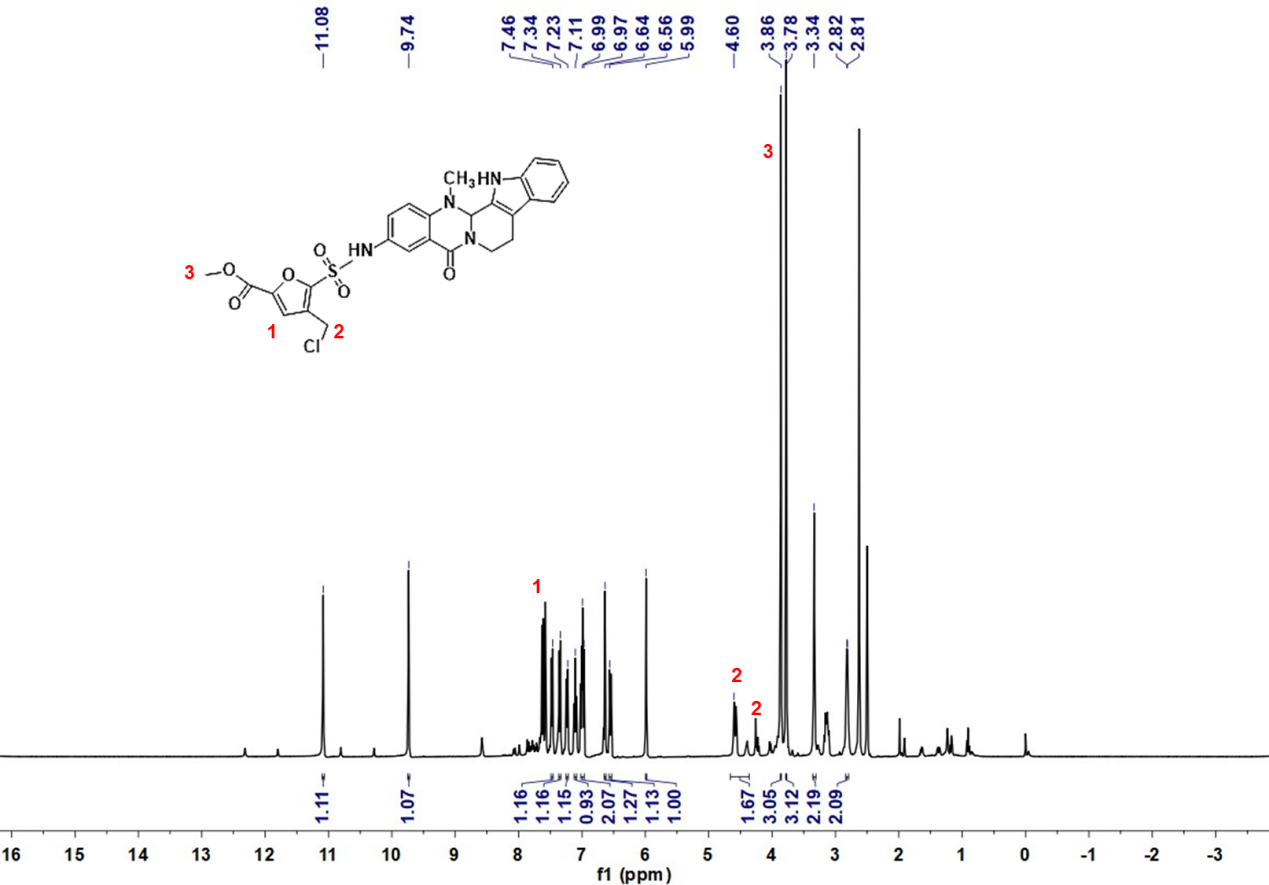 11.08
9.74
7.46
7.34
7.23
7.11
6.99
6.97
6.64
6.56
5.99
4.60
3.86
3.78
3.34
2.82
2.81
3
CH3
HN
N
HN
O
S
N
3
O
O
O
O
O
1
2
Cl
1
2
2
1.11
1.07
1.16
1.16
1.15
0.93
2.07
1.27
1.13
1.00
1.67
3.05
3.12
2.19
2.09
16 15 14 13 12 11 10 9 8 7 6 5 4 3 2 1 0 -1 -2 -3
f1 (ppm)